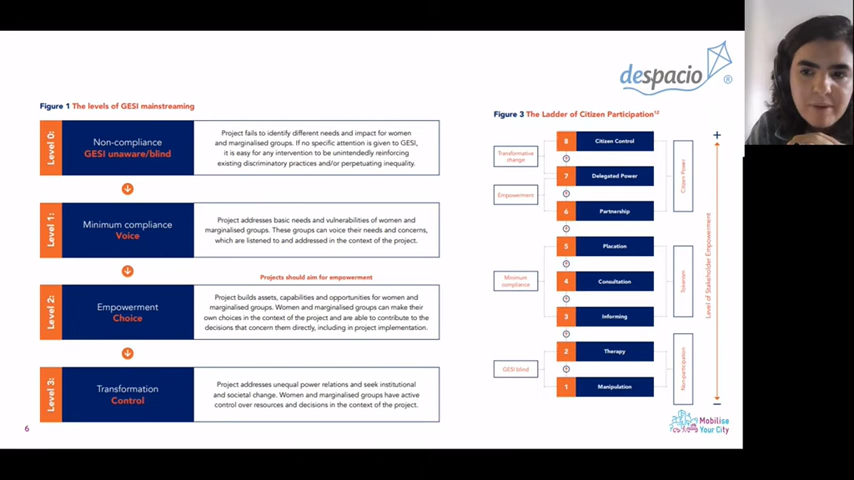 despacio
®
Figure 1 The levels of GESI mainstreaming
Level 0:
Non-compliance
GESI unaware/blind
Project fails to identify different needs and impact for women
and marginalised groups. If no specific attention is given to GESI,
it is easy for any intervention to be unintendedly reinforcing
existing discriminatory practices and/or perpetuating inequality.
Level 1:
Minimum compliance
Voice
Project addresses basic needs and vulnerabilities of women and
marginalised groups. These groups can voice their needs and concerns,
which are listened to and addressed in the context of the project.
Projects should aim for empowerment
Level 2:
Empowerment
Choice
Project builds assets, capabilities and opportunities for women and
marginalised groups. Women and marginalised groups can make their
own choices in the context of the project and are able to contribute to the
decisions that concern them directly, including in project implementation.
Level 3:
Transformation
Control
Project addresses unequal power relations and seek institutional
and societal change. Women and marginalised groups have active
control over resources and decisions in the context of the project.
6
Figure 3 The Ladder of Citizen Participation¹²
Transformative
change
Empowerment
Minimum
compliance
GESI blind
8 Citizen Control
7 Delegated Power
6 Partnership
5 Placation
4 Consultation
3 Informing
2 Therapy
1 Manipulation
Citizen Power
Tokenism
Non-participation
+
Level of Stakeholder Empowerment
−
Mobilise
Your City